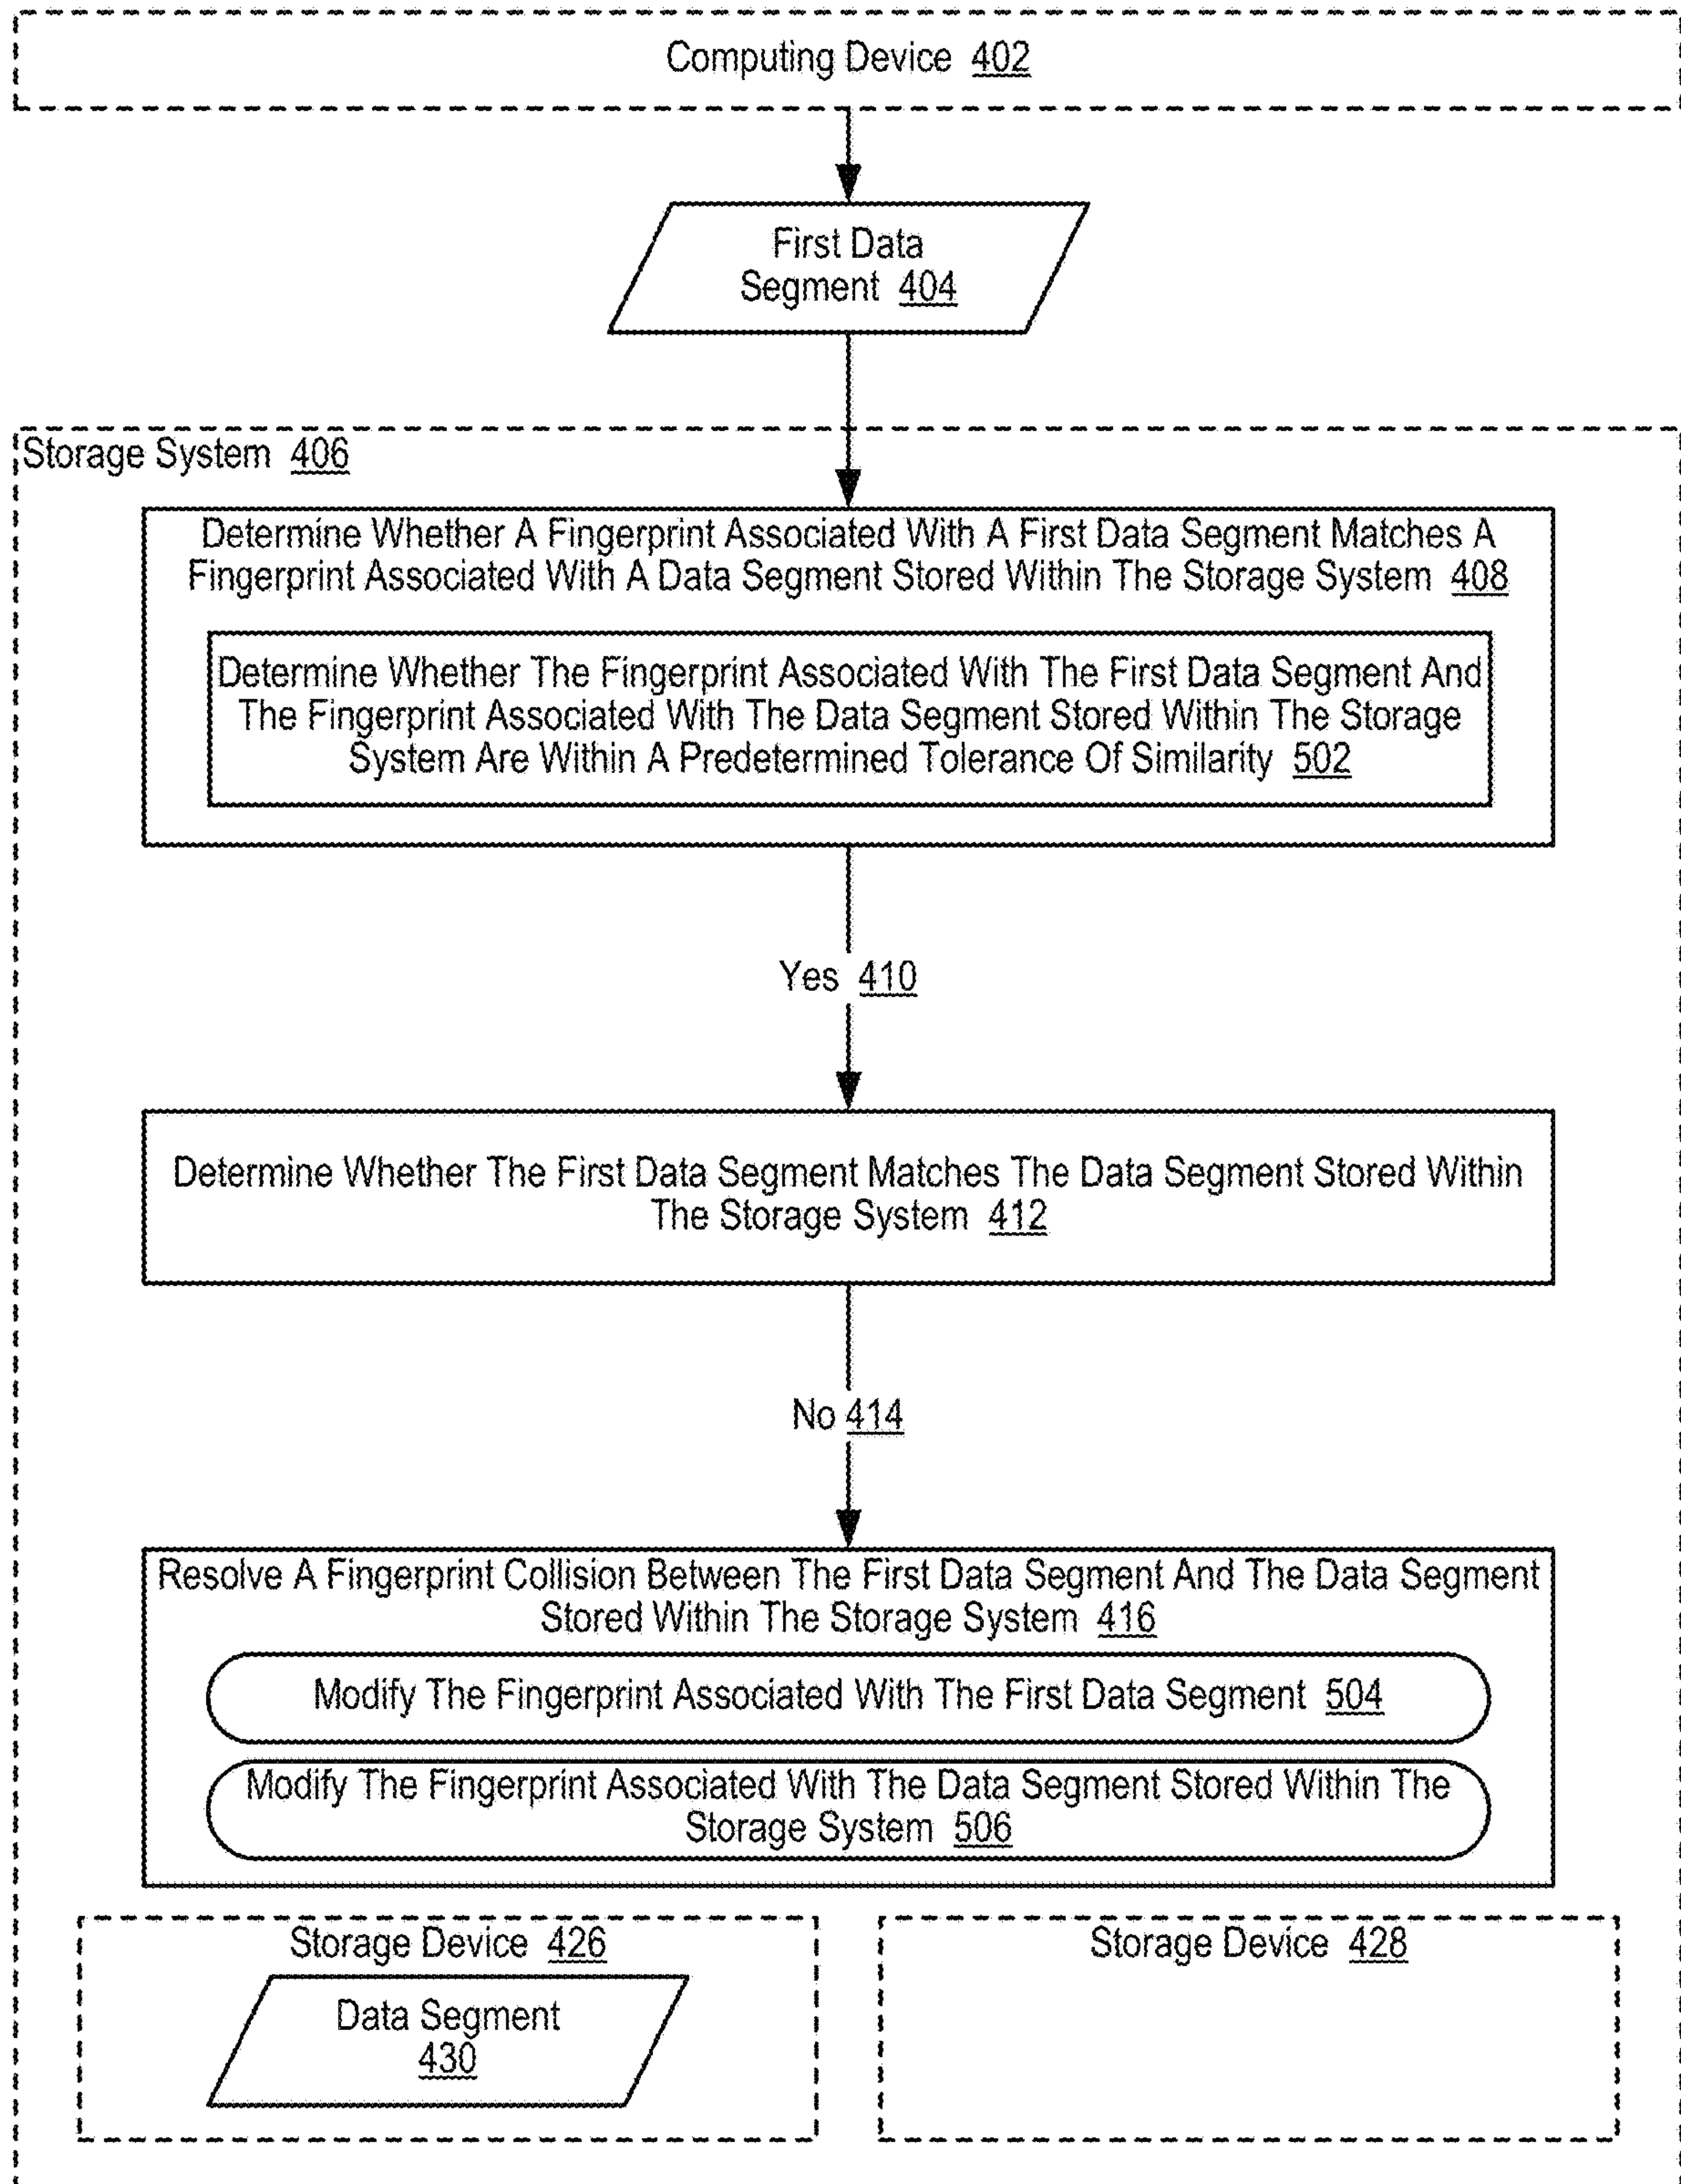 Computing Device 402
First Data
Segment 404
Storage System 406
Determine Whether A Fingerprint Associated With A First Data Segment Matches A
Fingerprint Associated With A Data Segment Stored Within The Storage System 408
Determine Whether The Fingerprint Associated With The First Data Segment And
The Fingerprint Associated With The Data Segment Stored Within The Storage
System Are Within A Predetermined Tolerance Of Similarity 502
Yes 410
Determine Whether The First Data Segment Matches The Data Segment Stored Within
The Storage System 412
No 414
Resolve A Fingerprint Collision Between The First Data Segment And The Data Segment
Stored Within The Storage System 416
Modify The Fingerprint Associated With The First Data Segment 504
Modify The Fingerprint Associated With The Data Segment Stored Within The
Storage System 506
Storage Device 426
Data Segment
430
Storage Device 428